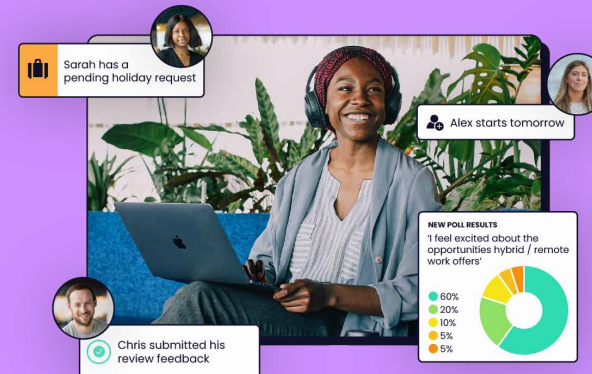 Sarah has a
pending holiday request
Alex starts tomorrow
NEW POLL RESULTS
'I feel excited about the
opportunities hybrid / remote
work offers'
60%
20%
10%
5%
5%
Chris submitted his
review feedback